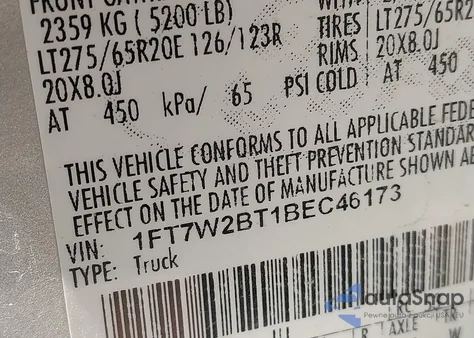 2359 KG ( 5200 LB)
LT275/65R20E 126/123R
20X8.0J
AT 450 kPa/ 65 PSI COLD
TIRES
RIMS
20X8.0J
AT 450
THIS VEHICLE CONFORMS TO ALL APPLICABLE FEDE
VEHICLE SAFETY AND THEFT PREVENTION STANDAR
EFFECT ON THE DATE OF MANUFACTURE SHOWN AB
VIN: 1FT7W2BT1BEC46173
TYPE: Truck
autoSnap
AXLE